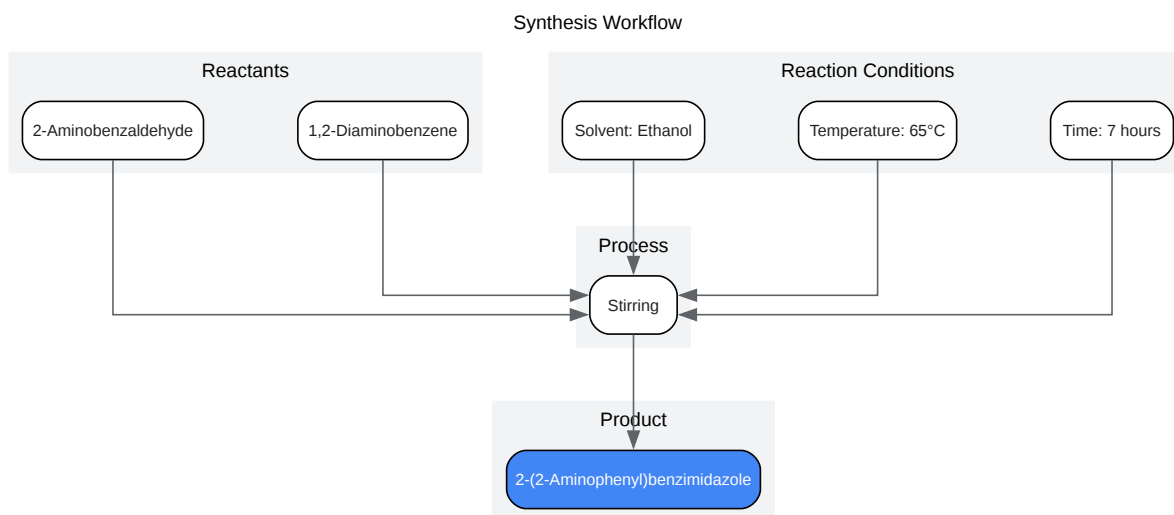 Synthesis Workflow
Reactants
Reaction Conditions
2-Aminobenzaldehyde
1,2-Diaminobenzene
Solvent: Ethanol
Temperature: 65°C
Time: 7 hours
Process
Stirring
Product
2-(2-Aminophenyl)benzimidazole